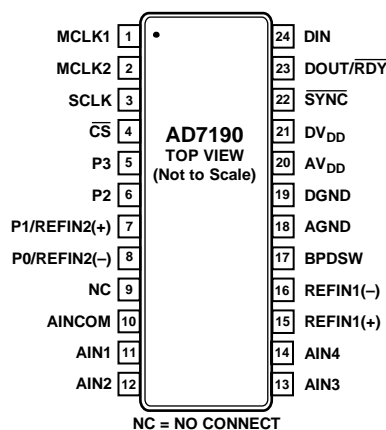 MCLK1 1
MCLK2 2
SCLK 3
CS 4
P3 5
P2 6
P1/REFIN2(+) 7
P0/REFIN2(–) 8
NC 9
AINCOM 10
AIN1 11
AIN2 12
AD7190
TOP VIEW
(Not to Scale)
24 DIN
23 DOUT/RDY
22 SYNC
21 DVDD
20 AVDD
19 DGND
18 AGND
17 BPDSW
16 REFIN1(–)
15 REFIN1(+)
14 AIN4
13 AIN3
NC = NO CONNECT